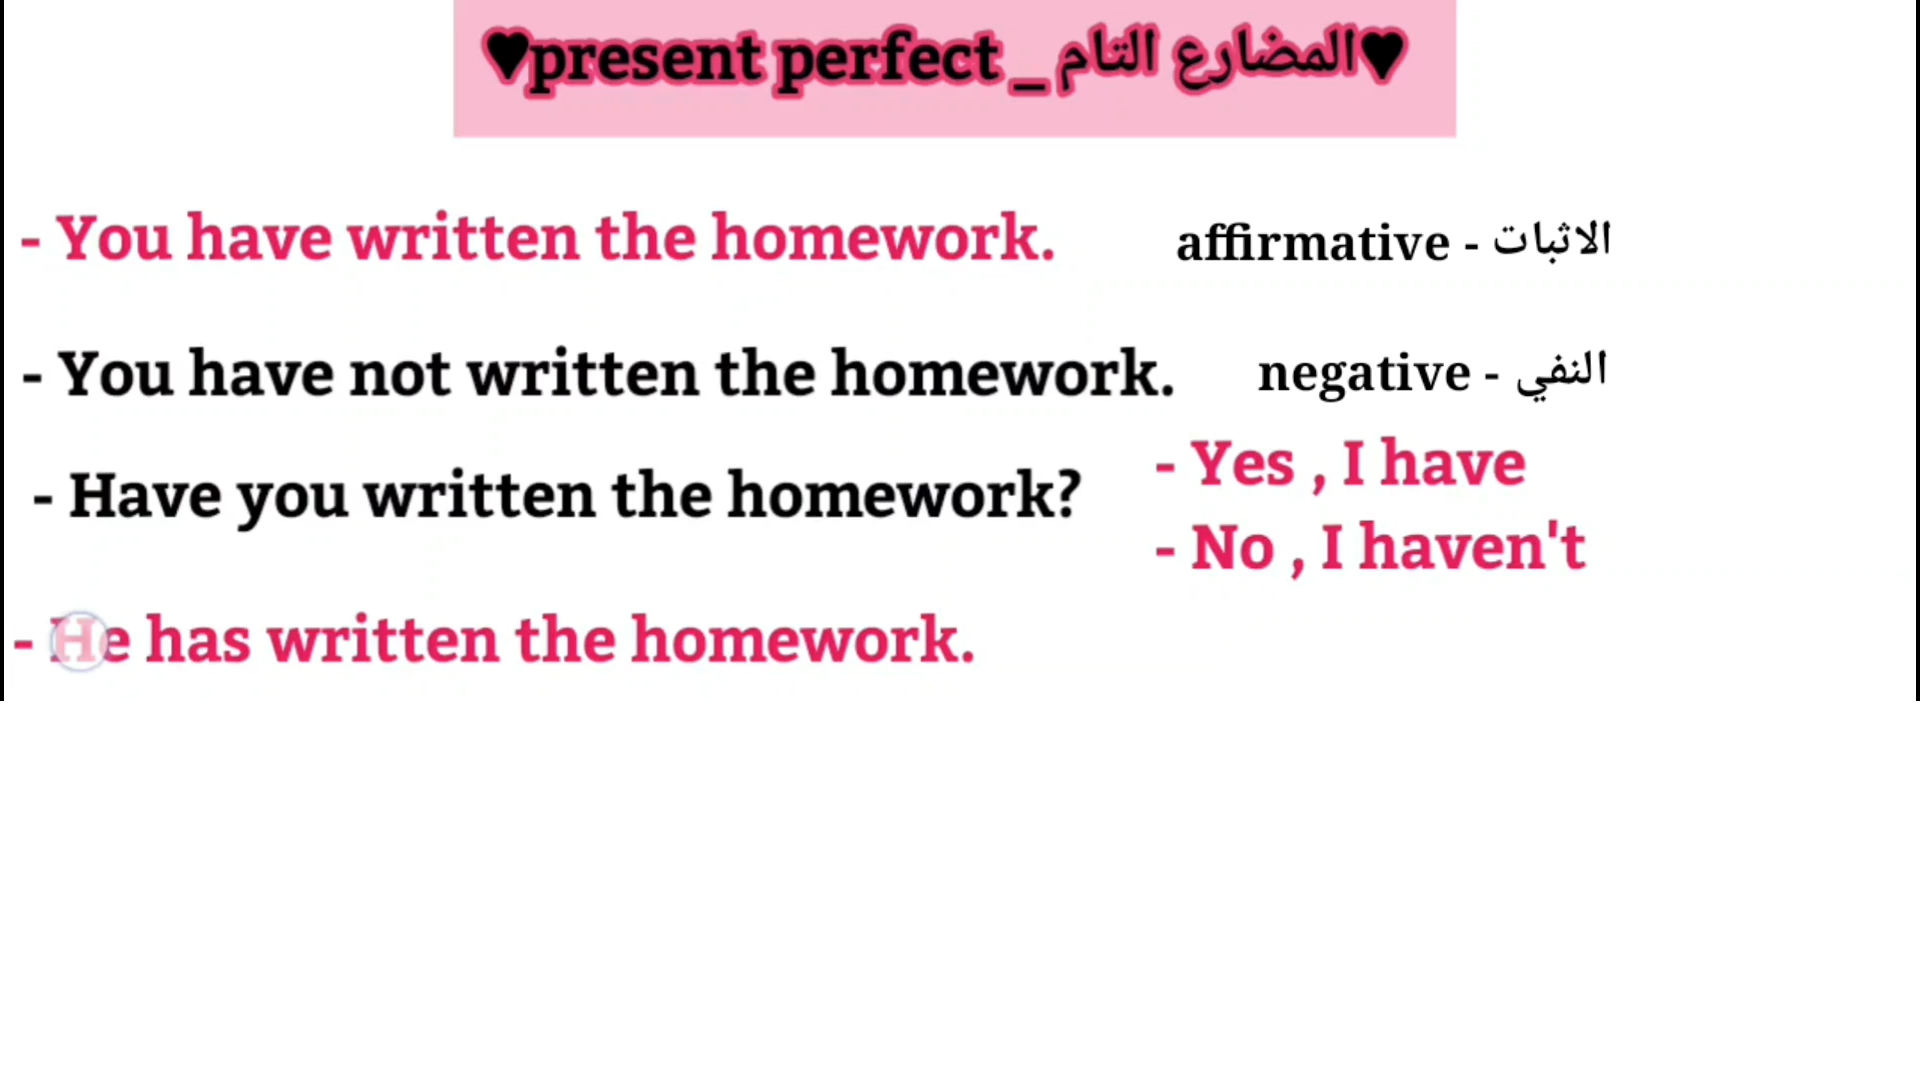 ♥present perfect _ المضارع التام♥
- You have written the homework. affirmative - الاثبات
- You have not written the homework. negative - النفي
- Have you written the homework?
- Yes , I have
- No , I haven't
- He has written the homework.